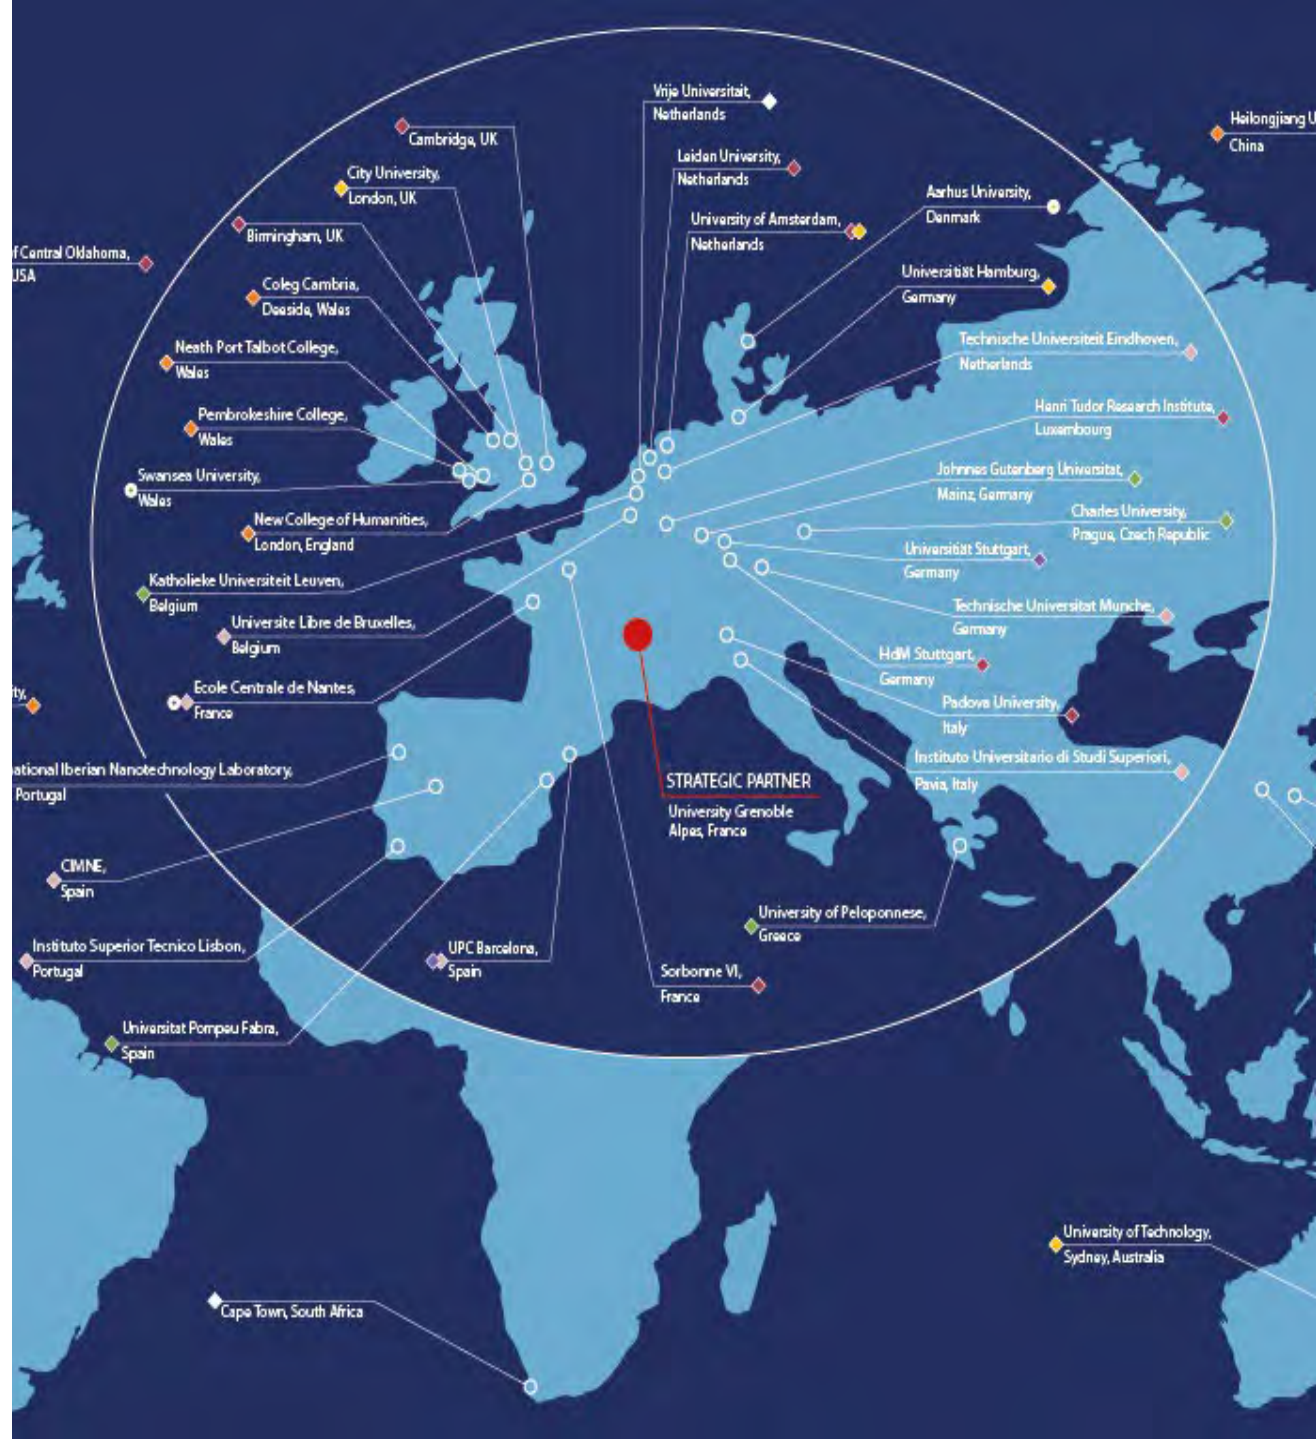 Vrije Universitait,
Netherlands
Cambridge, UK
Heilongjiang U
China
Leiden University,
Netherlands
City University,
London, UK
Aarhus University,
Denmark
University of Amsterdam,
Netherlands
Birmingham, UK
f Central Oklahoma,
USA
Universitiät Hamburg,
Germany
Coleg Cambria,
Deeside, Wales
Technische Universiteit Eindhoven,
Netherlands
Neath Port Talbot College,
Wales
Henri Tudor Research Institute,
Luxembourg
Pembrokeshire College,
Wales
Johnnes Gutenberg Universitat,
Mainz, Germany
Swansea University,
Wales
Charles University,
Prague, Czech Republic
New College of Humanities,
London, England
Universitiät Stuttgart,
Germany
Katholieke Universiteit Leuven,
Belgium
Technische Universitat Munche,
Germany
Universite Libre de Bruxelles,
Belgium
HdM Stuttgart,
Germany
Ecole Centrale de Nantes,
France
ity,
Padova University,
Italy
Instituto Universitario di Studi Superiori,
Pavia, Italy
ational Iberian Nanotechnology Laboratory,
Portugal
STRATEGIC PARTNER
University Grenoble
Alpes, France
CIMNE,
Spain
University of Peloponnese,
Greece
Instituto Superior Tecnico Lisbon,
Portugal
UPC Barcelona,
Spain
Sorbonne VI,
France
Universitat Pompeu Fabra,
Spain
University of Technology,
Sydney, Australia
Cape Town, South Africa